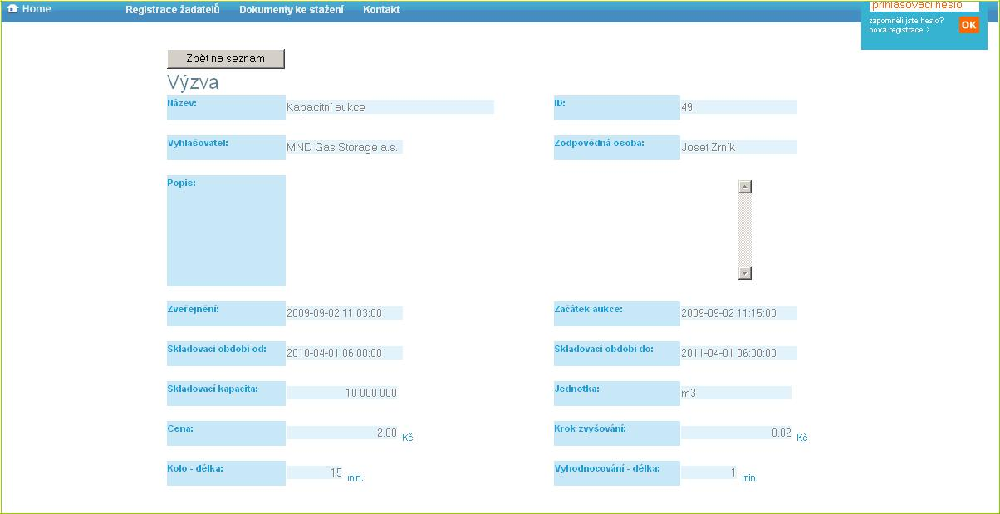 Home Registrace žadatelů Dokumenty ke stažení Kontakt
přihlašovací heslo
zapomněli jste heslo?
nová registrace >
OK
Zpět na seznam
Výzva
Název: Kapacitní aukce ID: 49
Vyhlašovatel: MND Gas Storage a.s. Zodpovědná osoba: Josef Zrník
Popis:
Zveřejnění: 2009-09-02 11:03:00 Začátek aukce: 2009-09-02 11:15:00
Skladovací období od: 2010-04-01 06:00:00 Skladovací období do: 2011-04-01 06:00:00
Skladovací kapacita: 10 000 000 Jednotka: m3
Cena: 2.00 Kč Krok zvyšování: 0.02 Kč
Kolo - délka: 15 min. Vyhodnocování - délka: 1 min.